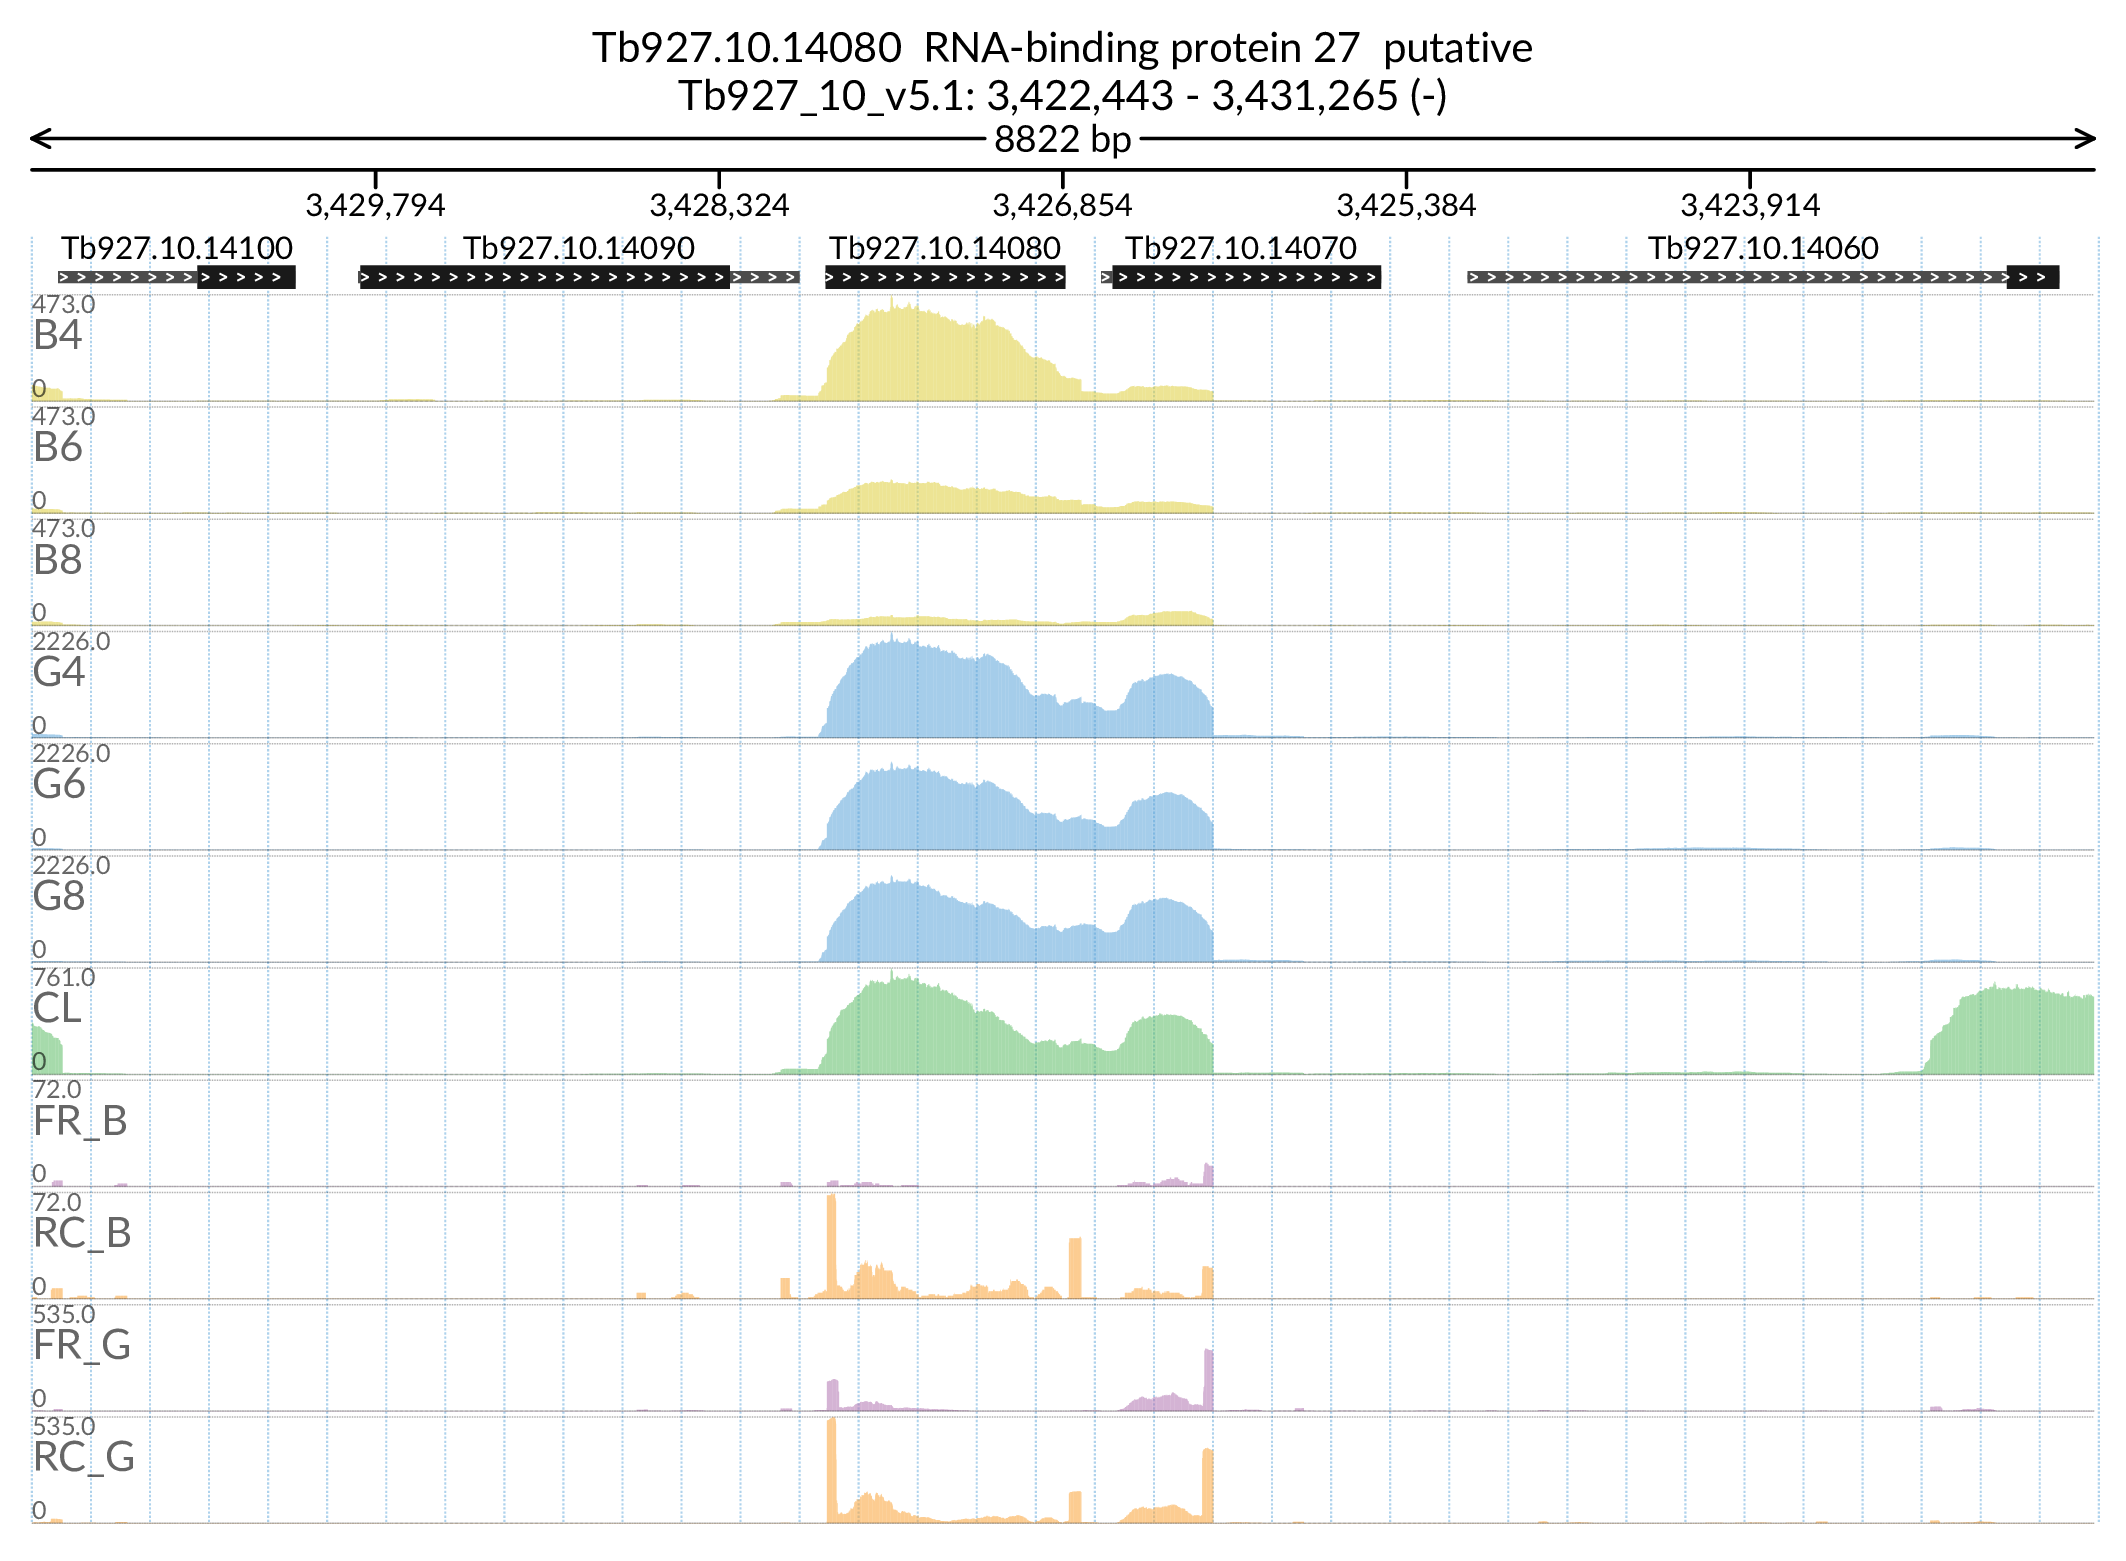 Tb927.10.14080 RNA-binding protein 27 putative
Tb927_10_v5.1: 3,422,443 - 3,431,265 (-)
8822 bp
3,429,794 3,428,324 3,426,854 3,425,384 3,423,914
Tb927.10.14100 Tb927.10.14090 Tb927.10.14080 Tb927.10.14070 Tb927.10.14060
473.0
B4
0
473.0
B6
0
473.0
B8
0
2226.0
G4
0
2226.0
G6
0
2226.0
G8
0
761.0
CL
0
72.0
FR_B
0
72.0
RC_B
0
535.0
FR_G
0
535.0
RC_G
0